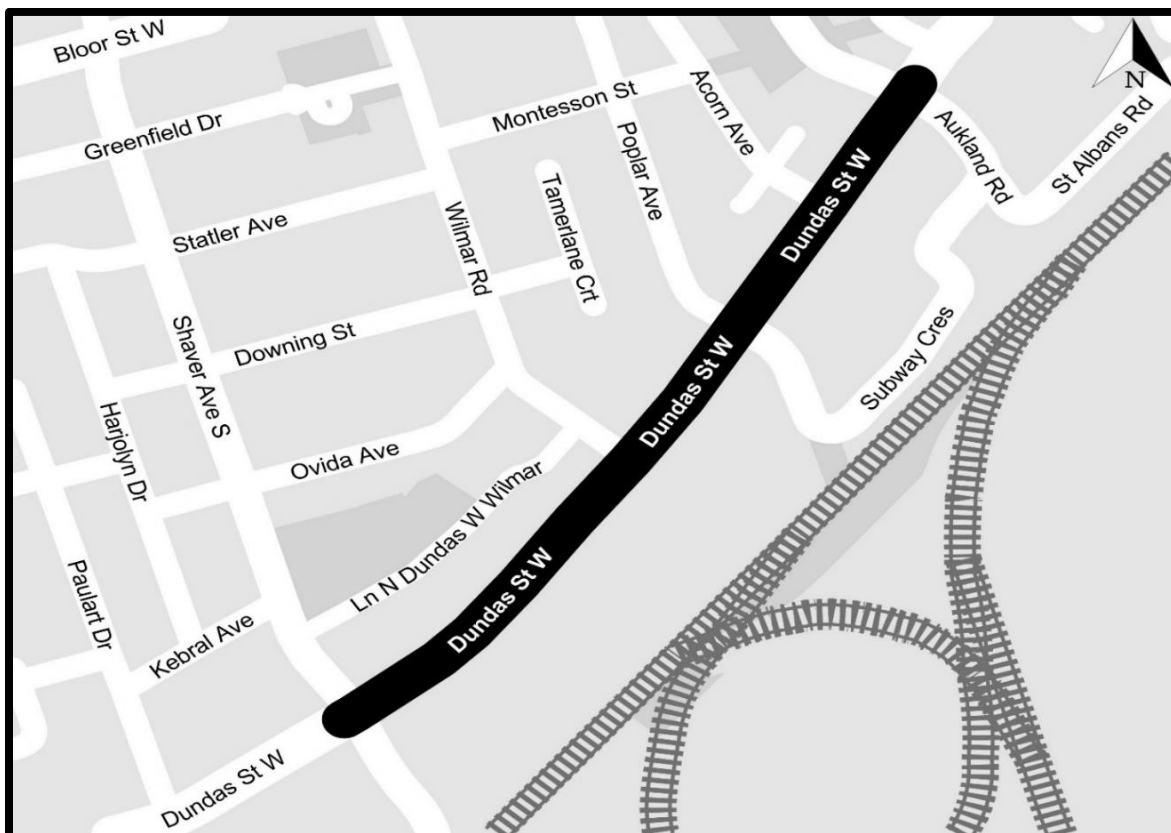 Bloor St W
Greenfield Dr
Montesson St
Acorn Ave
N
Aukland Rd
St Albans Rd
Statler Ave
Wilmar Rd
Tamerlane Crt
Poplar Ave
Dundas St W
Shaver Ave S
Downing St
Dundas St W
Subway Cres
Harjolyn Dr
Ovida Ave
Ln N Dundas W Wilmar
Paulart Dr
Kebral Ave
Dundas St W
Dundas St W